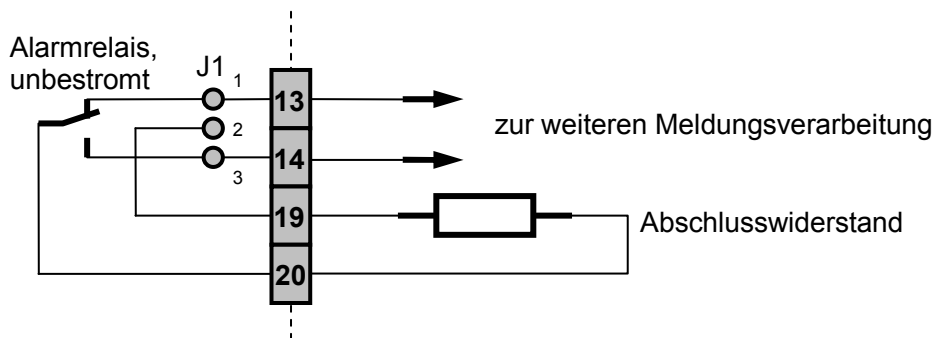 Alarmrelais,
unbestromt
J1
1
2
3
13
14
19
20
zur weiteren Meldungsverarbeitung
Abschlusswiderstand